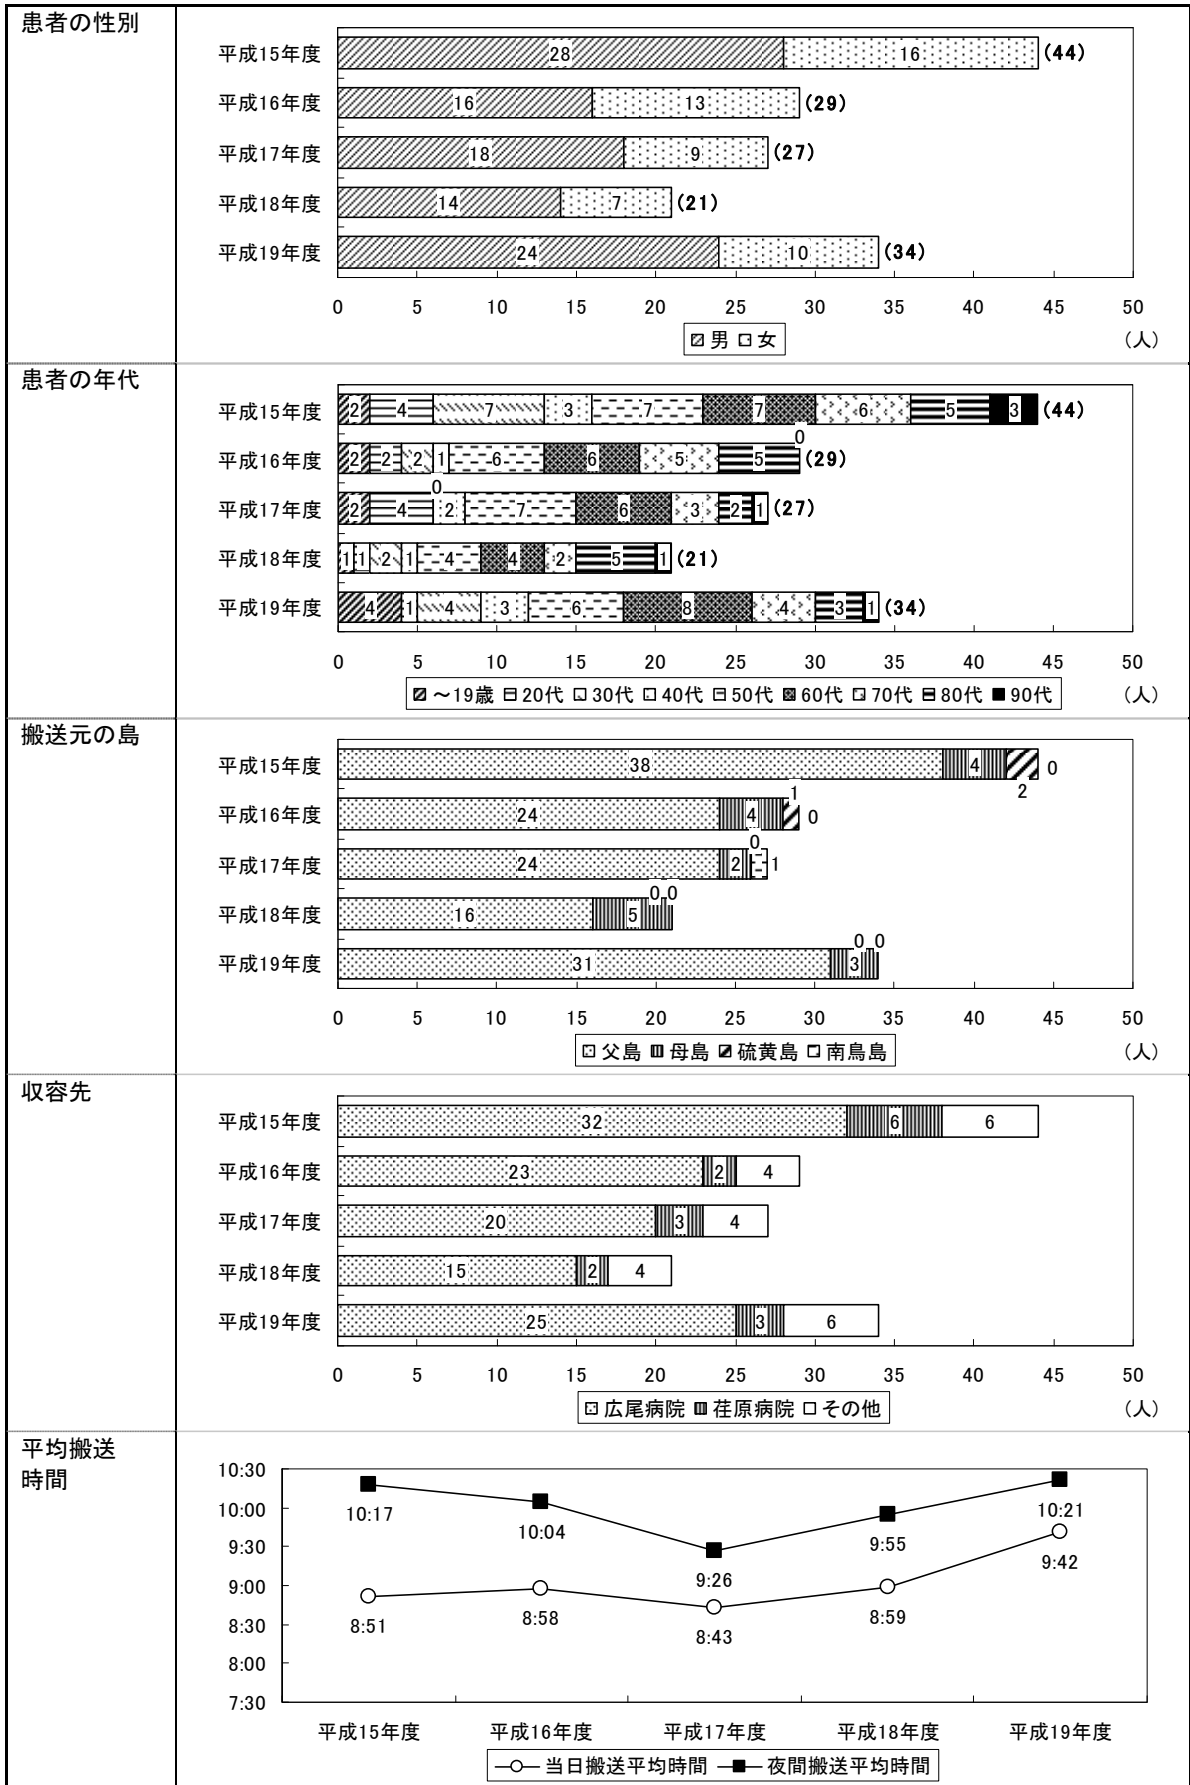 患者の性別
平成15年度 28 16 (44)
平成16年度 16 13 (29)
平成17年度 18 9 (27)
平成18年度 14 7 (21)
平成19年度 24 10 (34)
0 5 10 15 20 25 30 35 40 45 50
男 女 (人)
患者の年代
平成15年度 2 4 7 3 7 7 6 5 3 (44)
0
平成16年度 2 2 2 1 6 6 5 5 (29)
0
平成17年度 2 4 2 7 6 3 2 1 (27)
平成18年度 1 1 2 1 4 4 2 5 1 (21)
平成19年度 4 1 4 3 6 8 4 3 1 (34)
0 5 10 15 20 25 30 35 40 45 50
～19歳 20代 30代 40代 50代 60代 70代 80代 90代 (人)
搬送元の島
平成15年度 38 4 0
1 2
平成16年度 24 4 0
0
平成17年度 24 2 1
0 0
平成18年度 16 5
0 0
平成19年度 31 3
0 5 10 15 20 25 30 35 40 45 50
父島 母島 硫黄島 南鳥島 (人)
収容先
平成15年度 32 6 6
平成16年度 23 2 4
平成17年度 20 3 4
平成18年度 15 2 4
平成19年度 25 3 6
0 5 10 15 20 25 30 35 40 45 50
広尾病院 荏原病院 その他 (人)
平均搬送
時間
10:30
10:00
9:30
9:00
8:30
8:00
7:30
10:17 10:04 9:26 9:55 10:21
8:51 8:58 8:43 8:59 9:42
平成15年度 平成16年度 平成17年度 平成18年度 平成19年度
当日搬送平均時間 夜間搬送平均時間